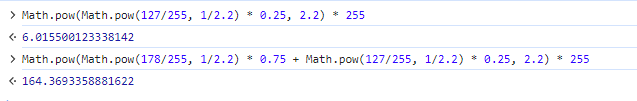 > Math.pow(Math.pow(127/255, 1/2.2) * 0.25, 2.2) * 255
< 6.015500123338142
> Math.pow(Math.pow(178/255, 1/2.2) * 0.75 + Math.pow(127/255, 1/2.2) * 0.25, 2.2) * 255
< 164.3693358881622